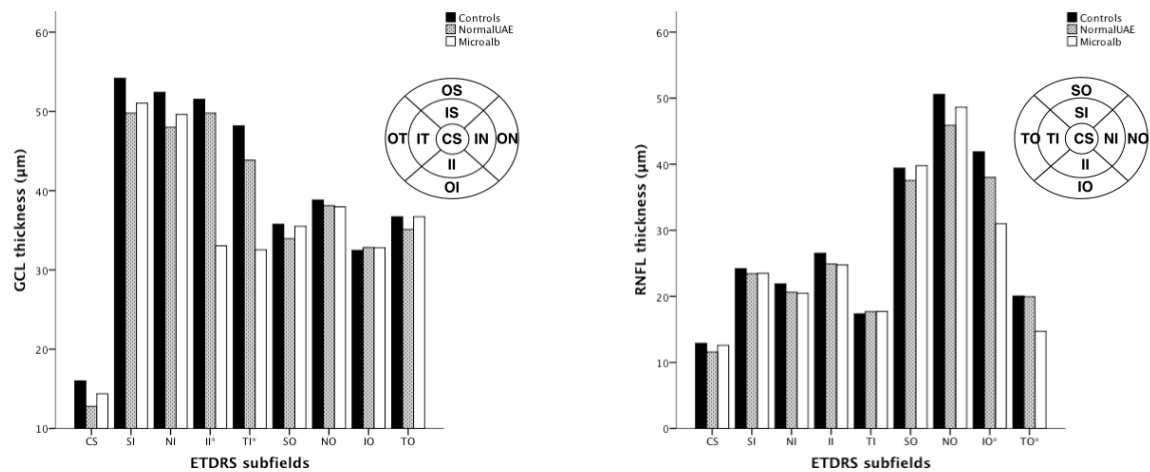 Controls
NormalUAE
Microalb
60
50
40
30
20
10
GCL thickness (µm)
OS
IS
OT IT CS IN ON
II
OI
CS SI NI II* TI* SO NO IO TO
ETDRS subfields
Controls
NormalUAE
Microalb
60
50
40
30
20
10
0
RNFL thickness (µm)
SO
SI
TO TI CS NI NO
II
IO
CS SI NI II TI SO NO IO* TO*
ETDRS subfields